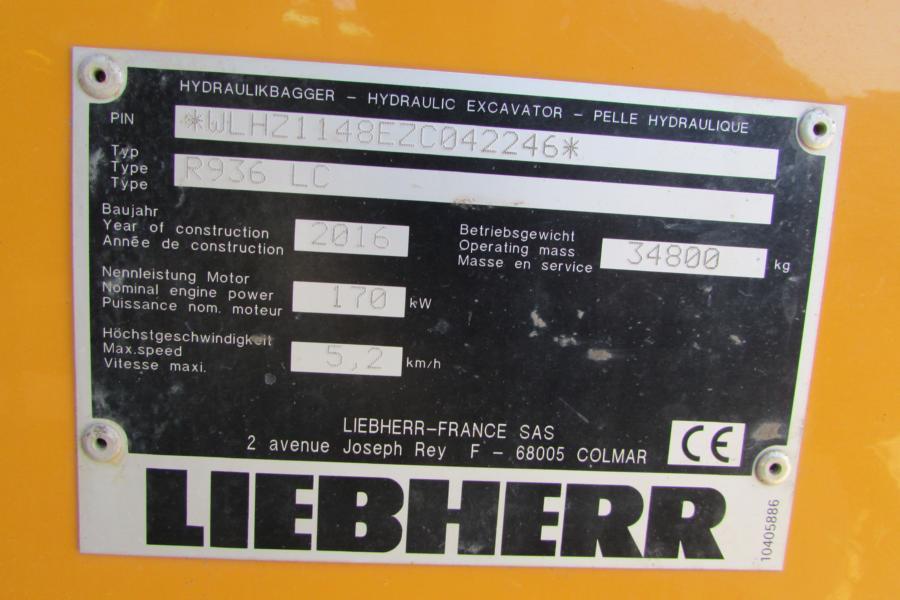 HYDRAULIKBAGGER – HYDRAULIC EXCAVATOR – PELLE HYDRAULIQUE
PIN *WLHZ1148EZC042246*
Typ
Type R936 LC
Type
Baujahr
Year of construction 2016
Année de construction
Betriebsgewicht
Operating mass 34800 kg
Masse en service
Nennleistung Motor
Nominal engine power 170 kW
Puissance nom. moteur
Höchstgeschwindigkeit
Max.speed 5,2 km/h
Vitesse maxi.
LIEBHERR–FRANCE SAS
2 avenue Joseph Rey F – 68005 COLMAR
CE
LIEBHERR
10405886